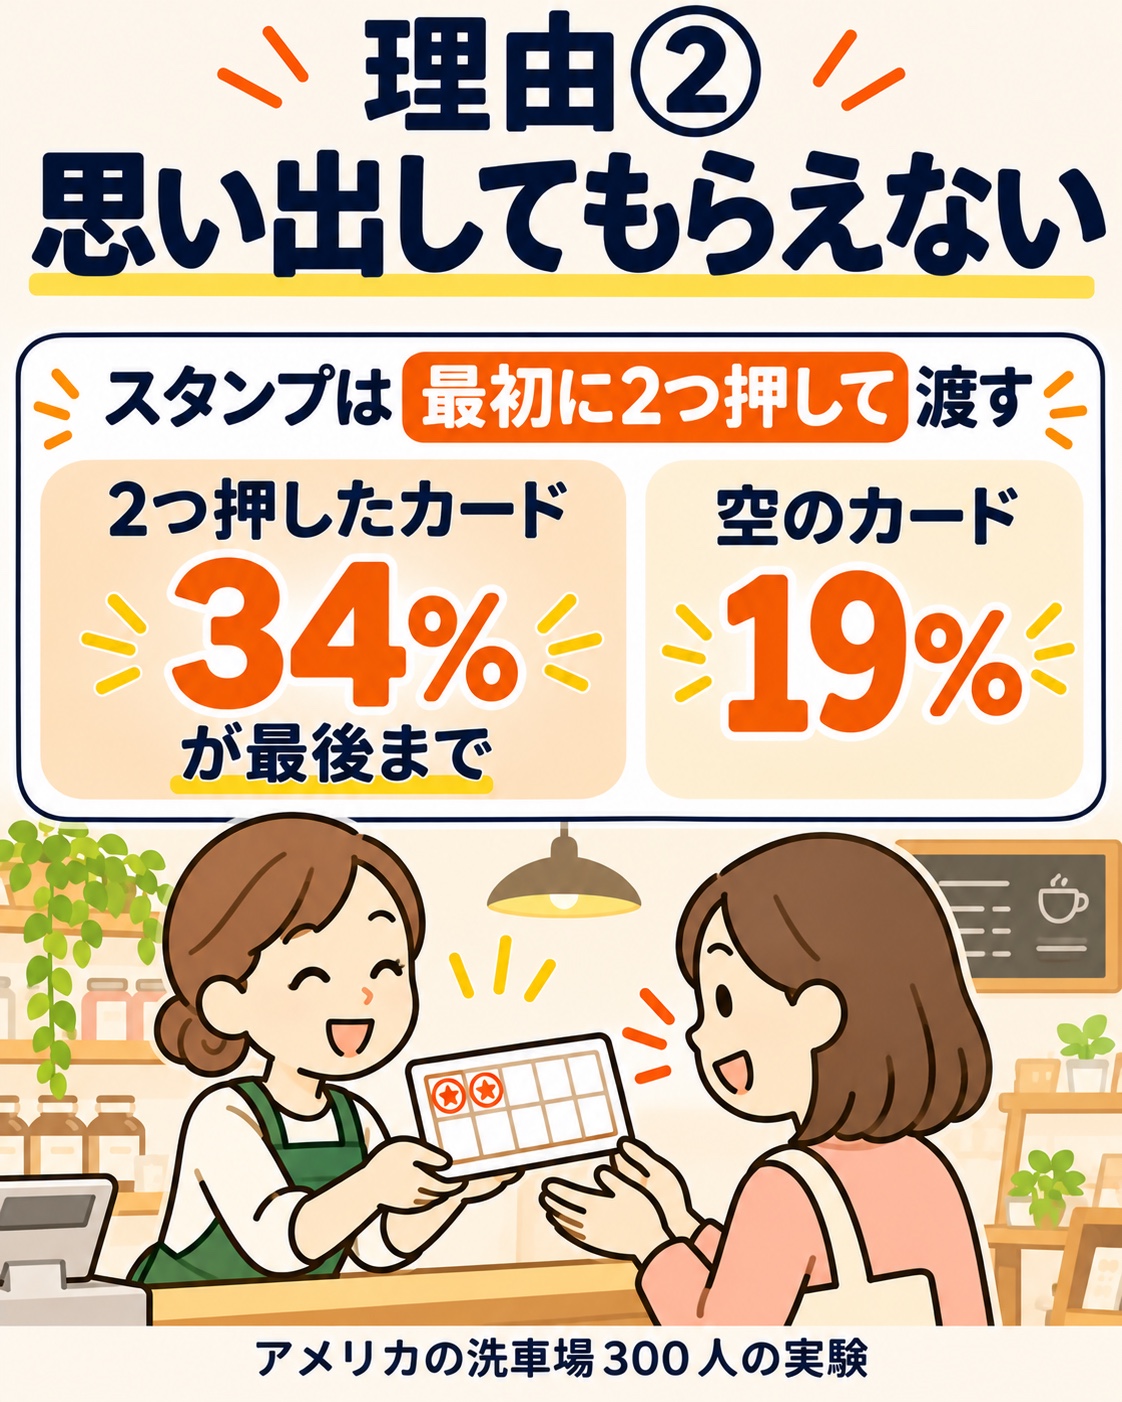 理由②
思い出してもらえない
スタンプは最初に2つ押して渡す
2つ押したカード
34%
が最後まで
空のカード
19%
アメリカの洗車場300人の実験